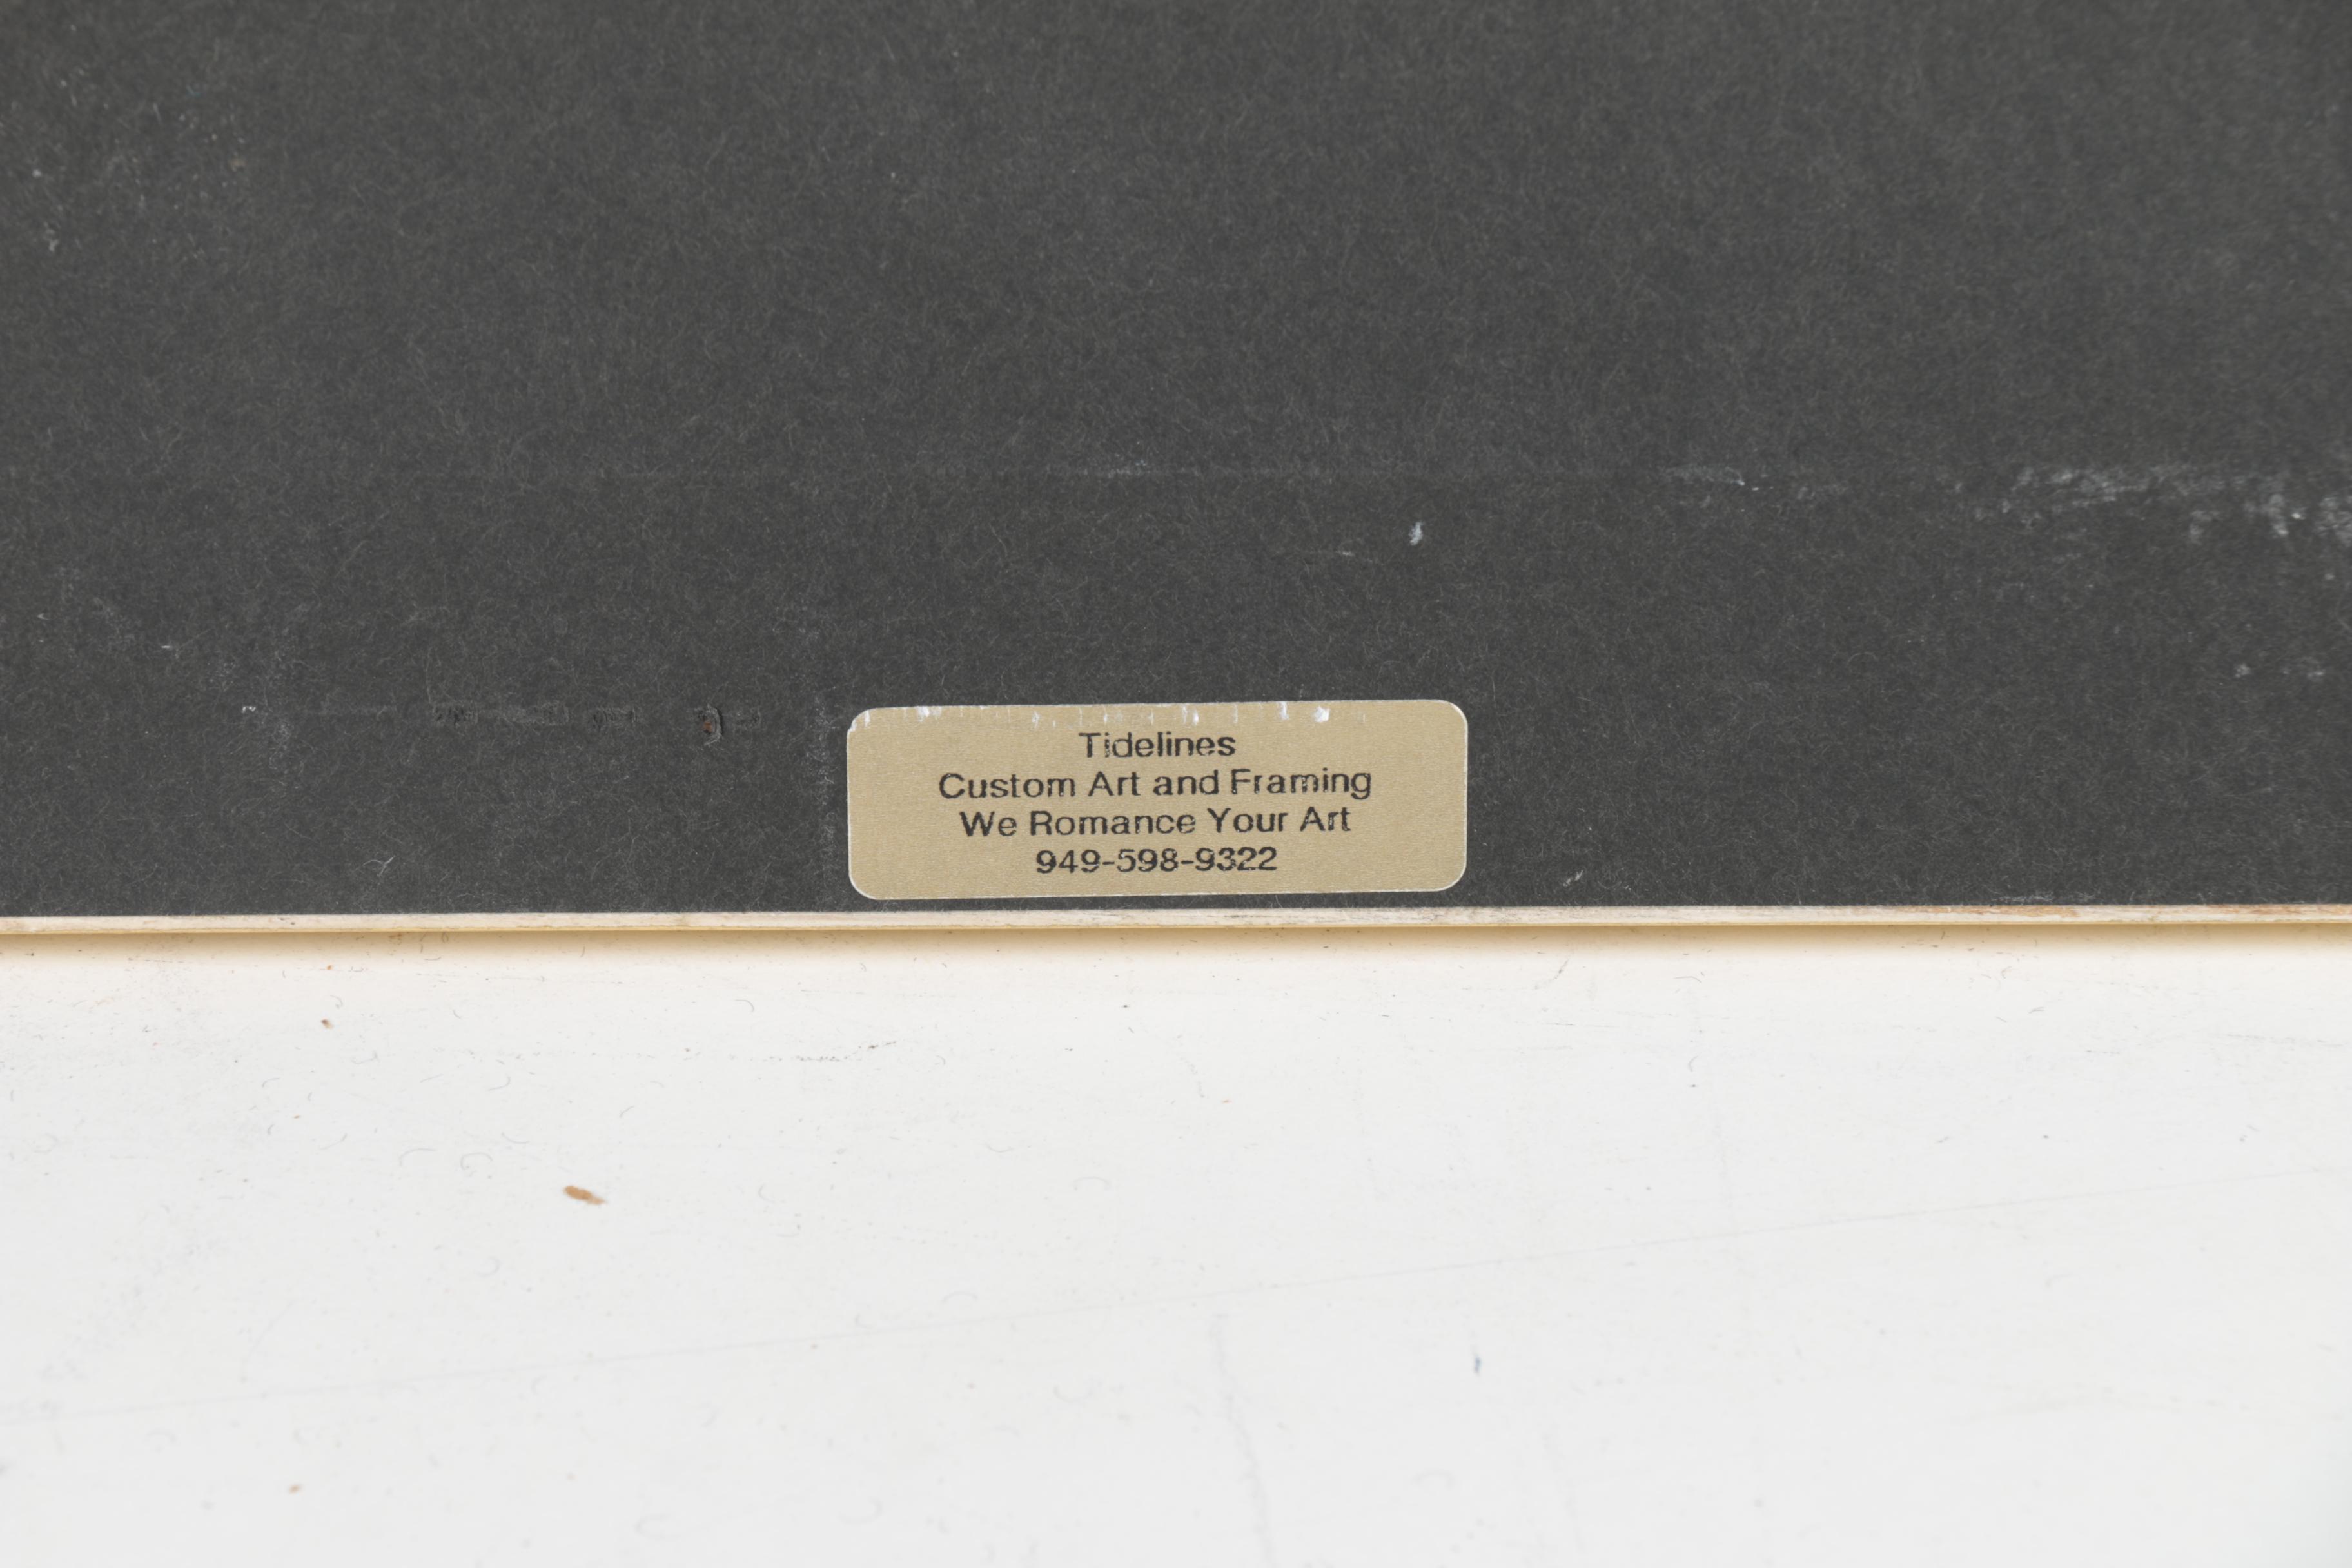 Tidelines
Custom Art and Framing
We Romance Your Art
949-598-9322